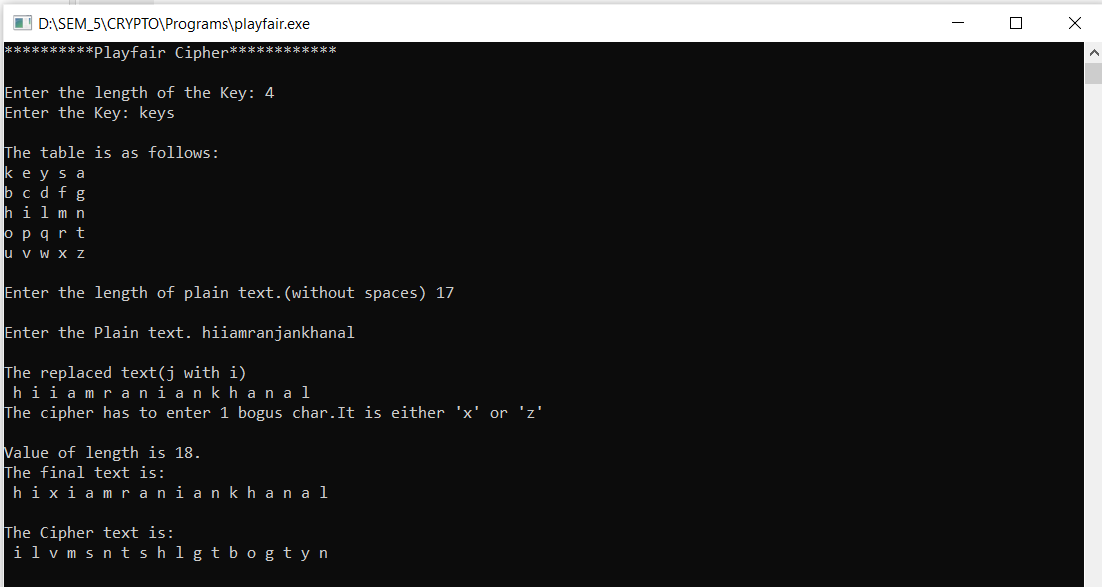 D:\SEM_5\CRYPTO\Programs\playfair.exe
**********Playfair Cipher************
Enter the length of the Key: 4
Enter the Key: keys
The table is as follows:
k e y s a
b c d f g
h i l m n
o p q r t
u v w x z
Enter the length of plain text.(without spaces) 17
Enter the Plain text. hiiamranjankhanal
The replaced text(j with i)
h i i a m r a n i a n k h a n a l
The cipher has to enter 1 bogus char.It is either 'x' or 'z'
Value of length is 18.
The final text is:
h i x i a m r a n i a n k h a n a l
The Cipher text is:
i l v m s n t s h l g t b o g t y n